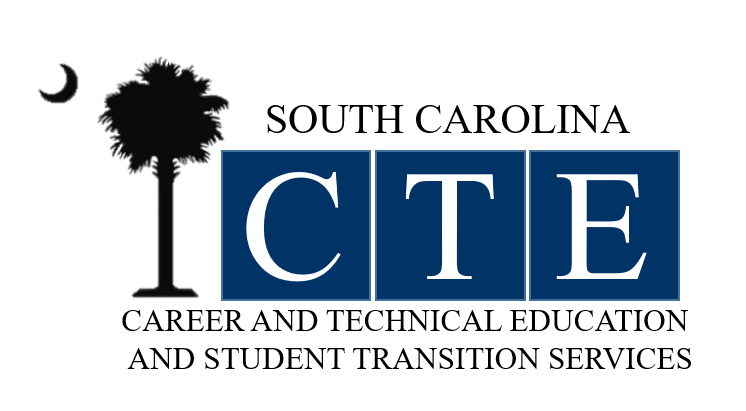 SOUTH CAROLINA
CTE
CAREER AND TECHNICAL EDUCATION
AND STUDENT TRANSITION SERVICES